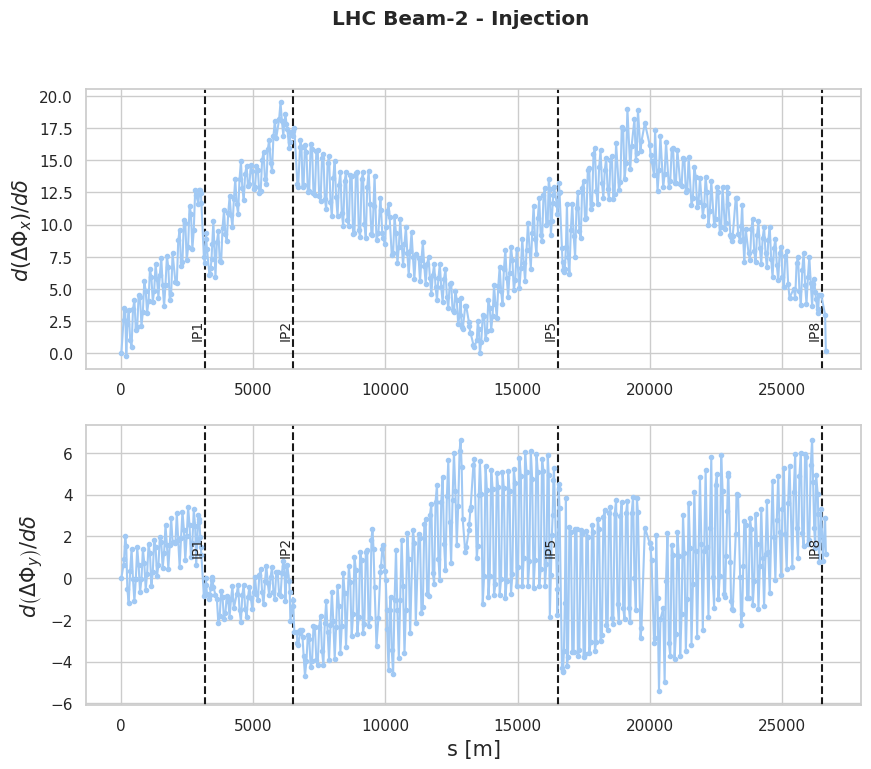 LHC Beam-2 - Injection
d(ΔΦx)/dδ
20.0
17.5
15.0
12.5
10.0
7.5
5.0
2.5
0.0
IP1
IP2
IP5
IP8
0 5000 10000 15000 20000 25000
d(ΔΦy)/dδ
6
4
2
0
−2
−4
−6
IP1
IP2
IP5
IP8
0 5000 10000 15000 20000 25000
s [m]